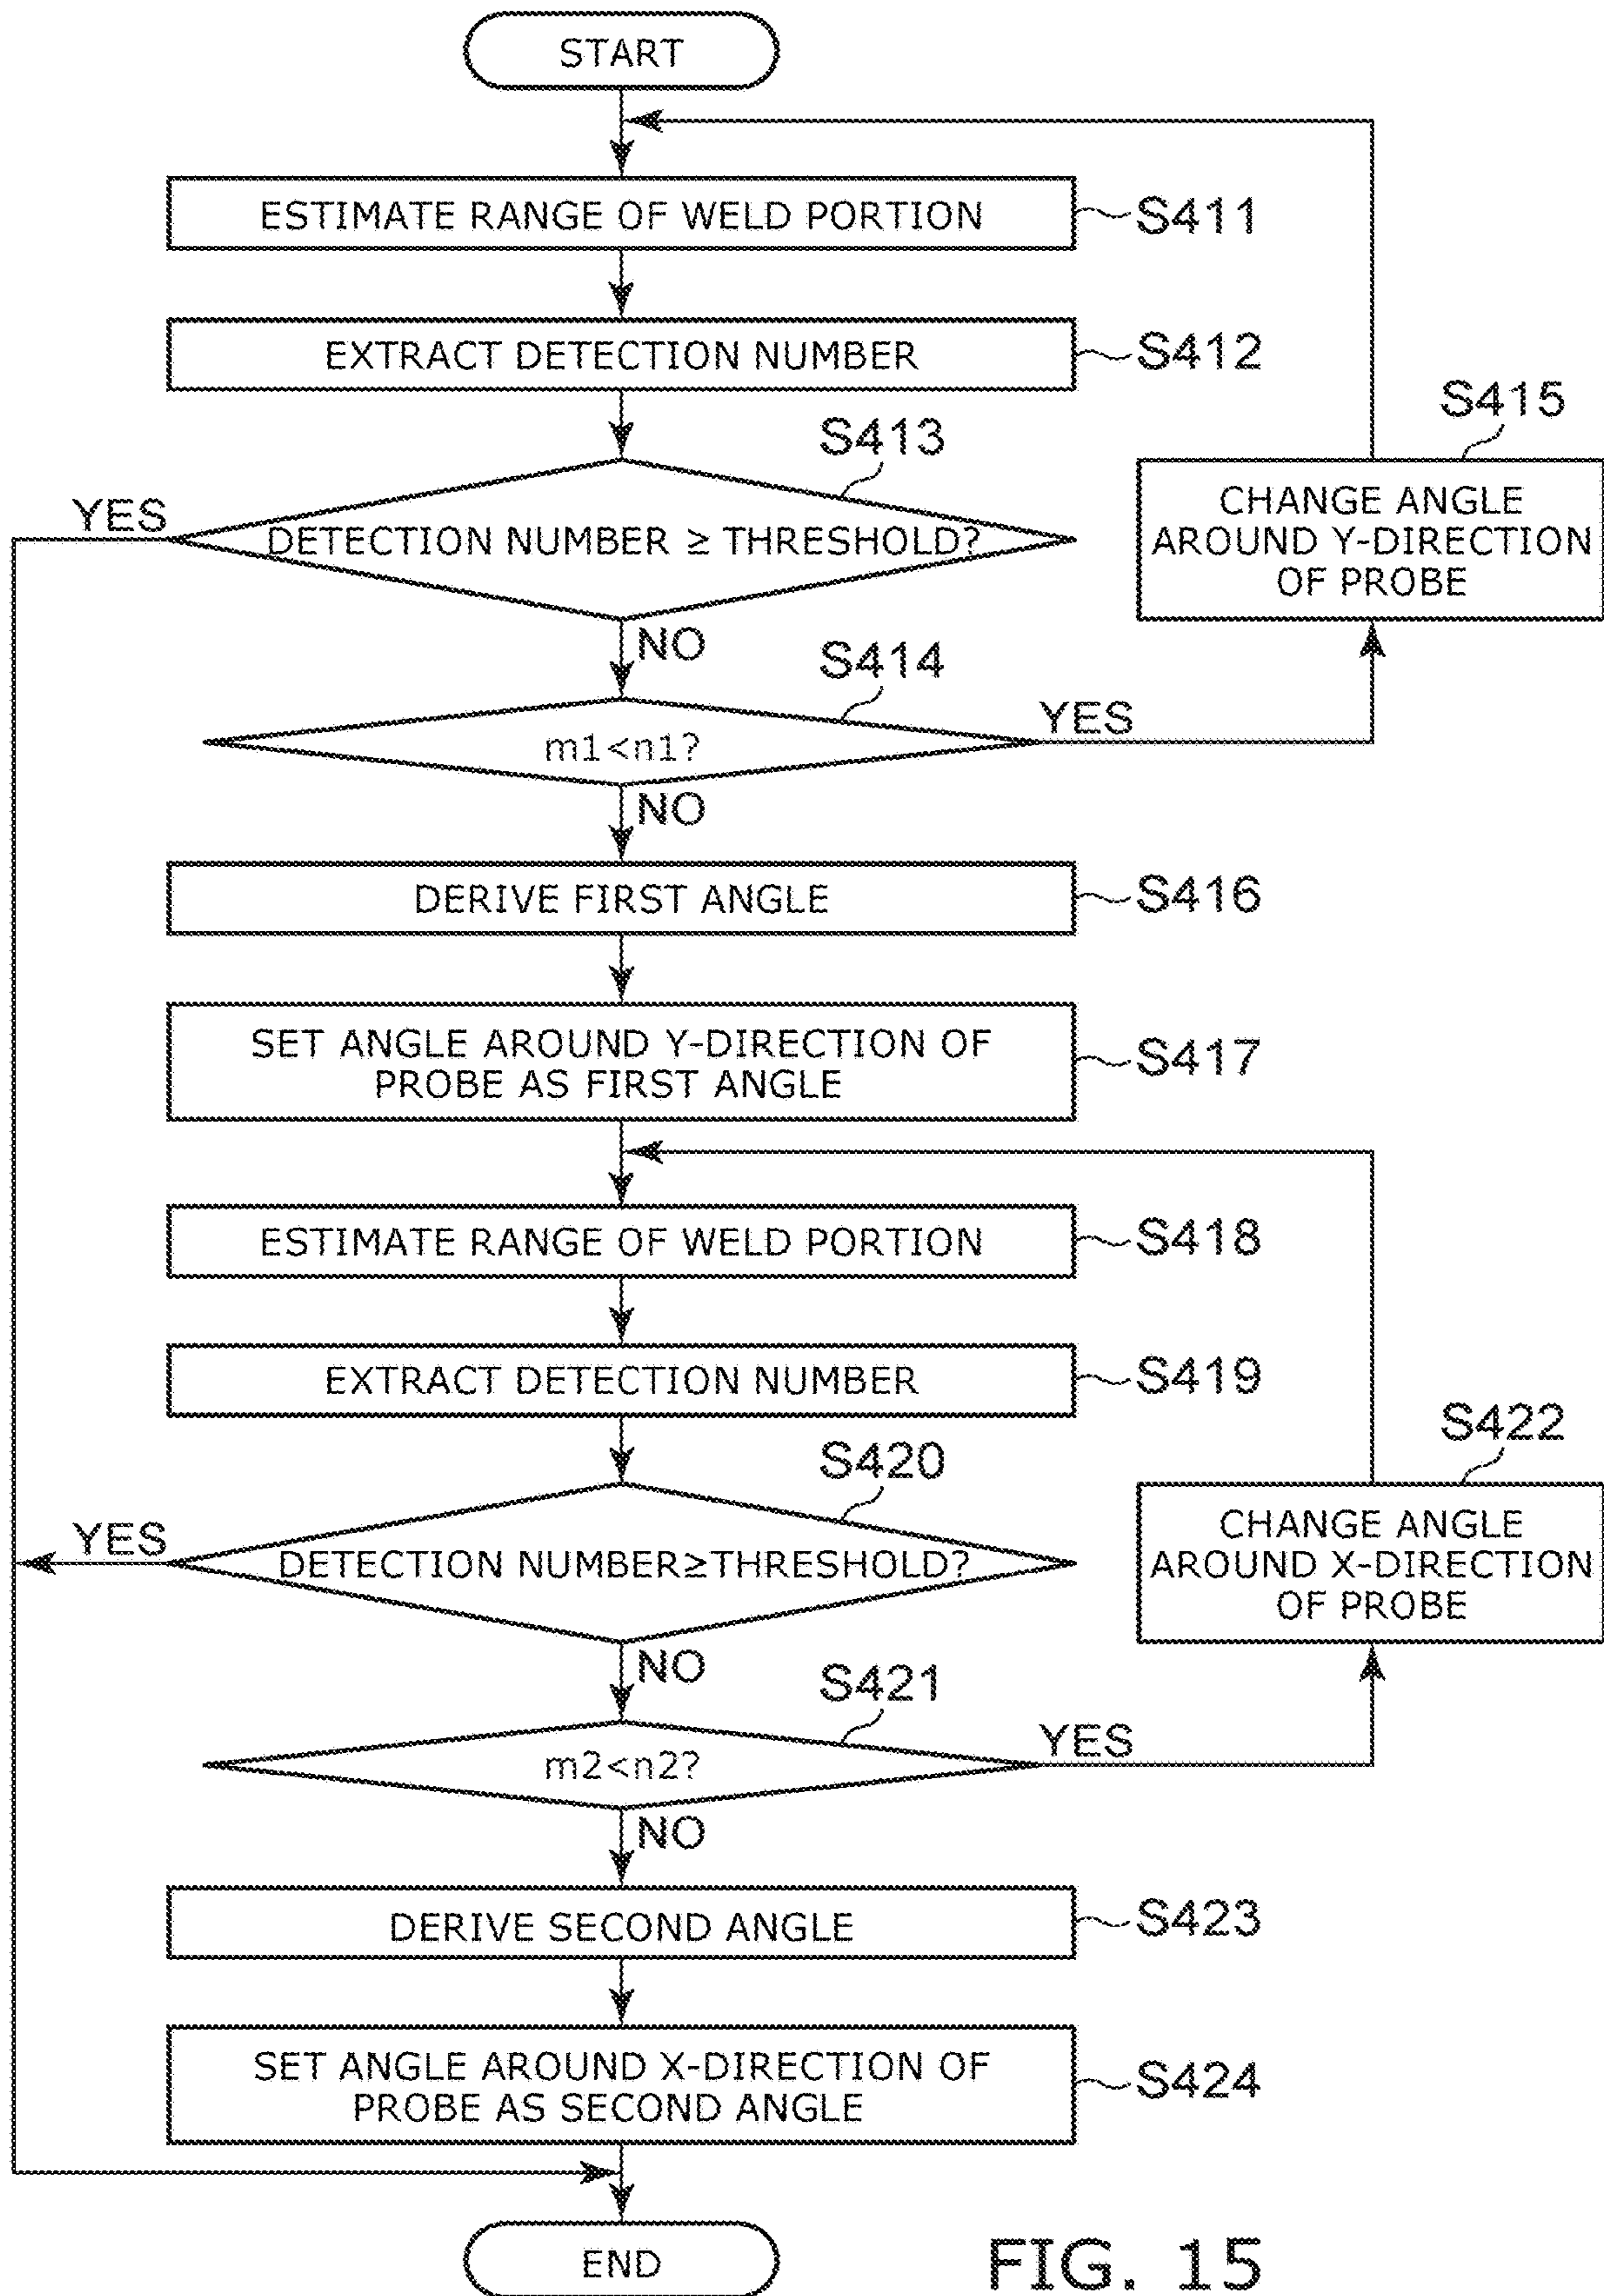 START
ESTIMATE RANGE OF WELD PORTION
S411
EXTRACT DETECTION NUMBER
S412
S413
YES
DETECTION NUMBER ≥ THRESHOLD?
S415
CHANGE ANGLE
AROUND Y-DIRECTION
OF PROBE
NO
S414
m1<n1?
YES
NO
DERIVE FIRST ANGLE
S416
SET ANGLE AROUND Y-DIRECTION OF
PROBE AS FIRST ANGLE
S417
ESTIMATE RANGE OF WELD PORTION
S418
EXTRACT DETECTION NUMBER
S419
S420
YES
DETECTION NUMBER≥THRESHOLD?
S422
CHANGE ANGLE
AROUND X-DIRECTION
OF PROBE
NO
S421
m2<n2?
YES
NO
DERIVE SECOND ANGLE
S423
SET ANGLE AROUND X-DIRECTION OF
PROBE AS SECOND ANGLE
S424
END
FIG. 15